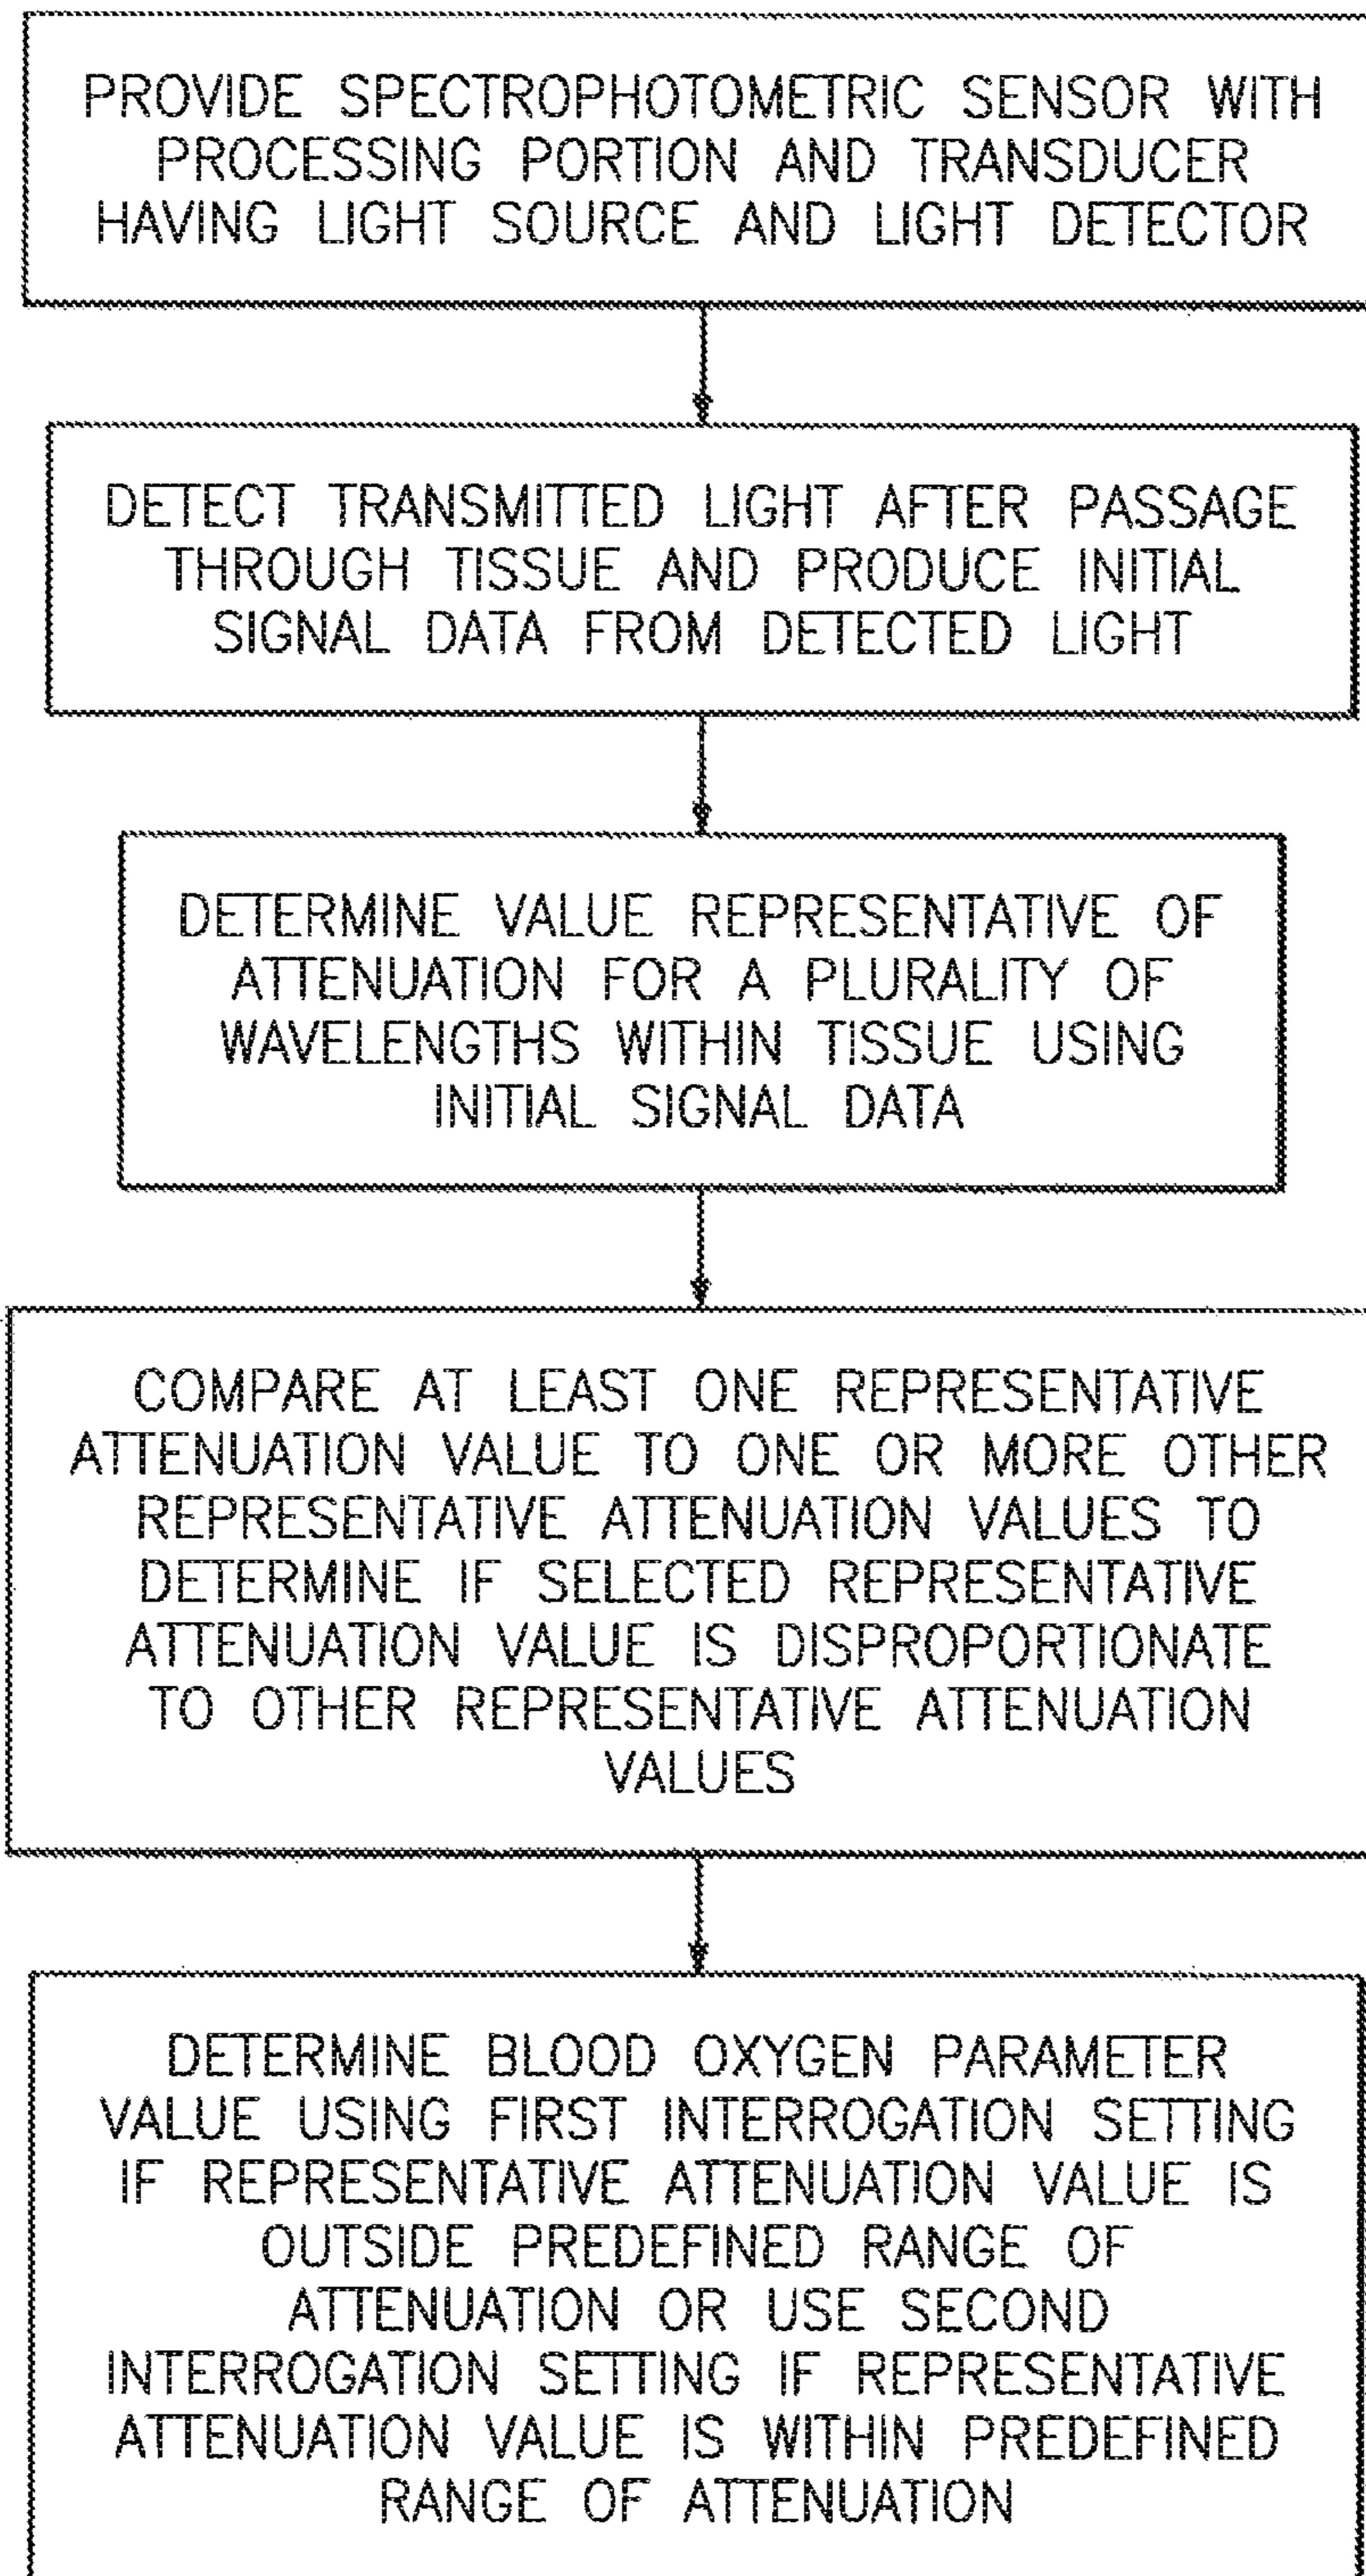 PROVIDE SPECTROPHOTOMETRIC SENSOR WITH
PROCESSING PORTION AND TRANSDUCER
HAVING LIGHT SOURCE AND LIGHT DETECTOR
DETECT TRANSMITTED LIGHT AFTER PASSAGE
THROUGH TISSUE AND PRODUCE INITIAL
SIGNAL DATA FROM DETECTED LIGHT
DETERMINE VALUE REPRESENTATIVE OF
ATTENUATION FOR A PLURALITY OF
WAVELENGTHS WITHIN TISSUE USING
INITIAL SIGNAL DATA
COMPARE AT LEAST ONE REPRESENTATIVE
ATTENUATION VALUE TO ONE OR MORE OTHER
REPRESENTATIVE ATTENUATION VALUES TO
DETERMINE IF SELECTED REPRESENTATIVE
ATTENUATION VALUE IS DISPROPORTIONATE
TO OTHER REPRESENTATIVE ATTENUATION
VALUES
DETERMINE BLOOD OXYGEN PARAMETER
VALUE USING FIRST INTERROGATION SETTING
IF REPRESENTATIVE ATTENUATION VALUE IS
OUTSIDE PREDEFINED RANGE OF
ATTENUATION OR USE SECOND
INTERROGATION SETTING IF REPRESENTATIVE
ATTENUATION VALUE IS WITHIN PREDEFINED
RANGE OF ATTENUATION